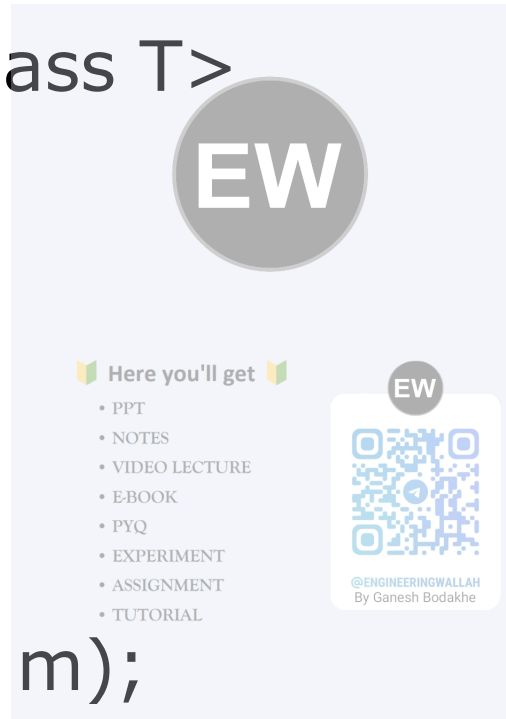 ass T>
EW
Here you'll get
• PPT
• NOTES
• VIDEO LECTURE
• E-BOOK
• PYQ
• EXPERIMENT
• ASSIGNMENT
• TUTORIAL
EW
@ENGINEERINGWALLAH
By Ganesh Bodakhe
m);